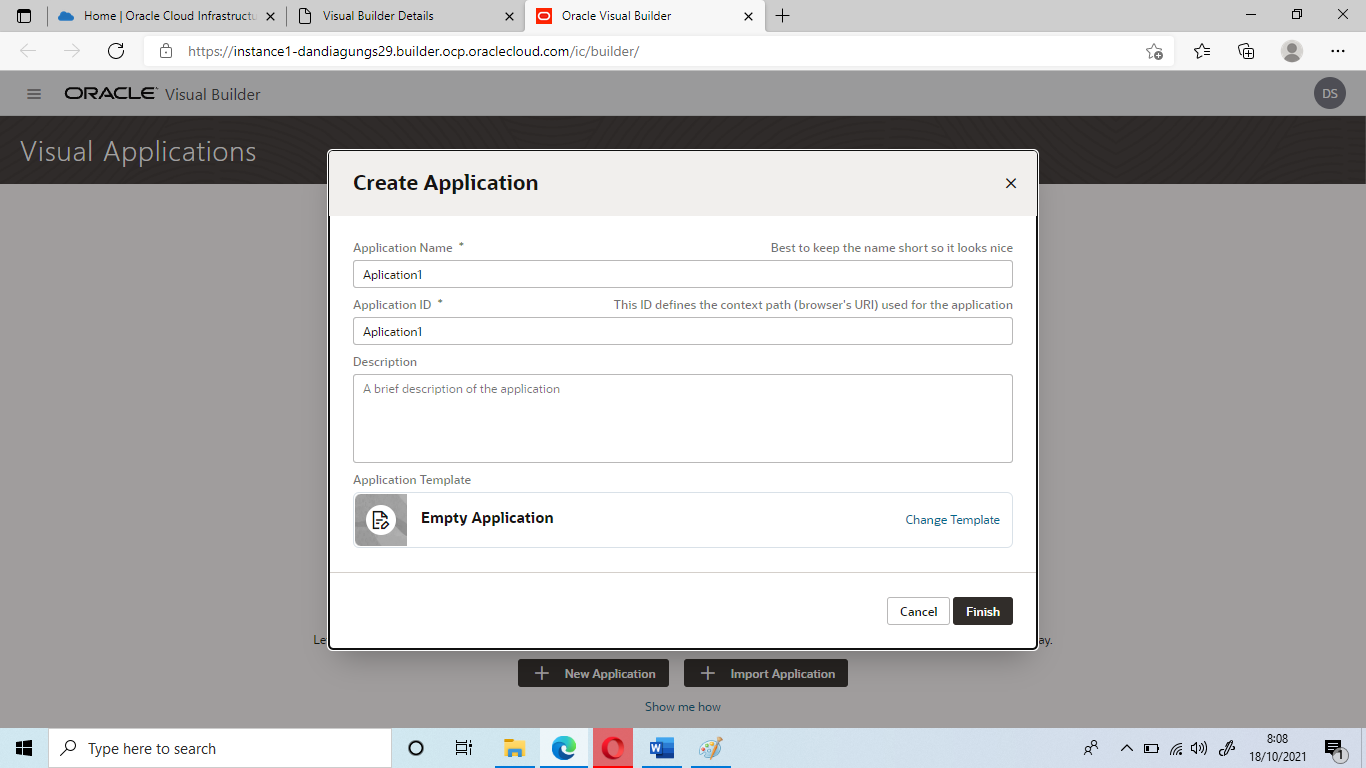 Home | Oracle Cloud Infrastructu
Visual Builder Details
Oracle Visual Builder
https://instance1-dandiagungs29.builder.ocp.oraclecloud.com/ic/builder/
ORACLE Visual Builder
DS
Visual Applications
Create Application
Application Name * Best to keep the name short so it looks nice
Aplication1
Application ID * This ID defines the context path (browser's URI) used for the application
Aplication1
Description
A brief description of the application
Application Template
Empty Application Change Template
Cancel Finish
Le ay.
+ New Application + Import Application
Show me how
Type here to search
8:08
18/10/2021
1